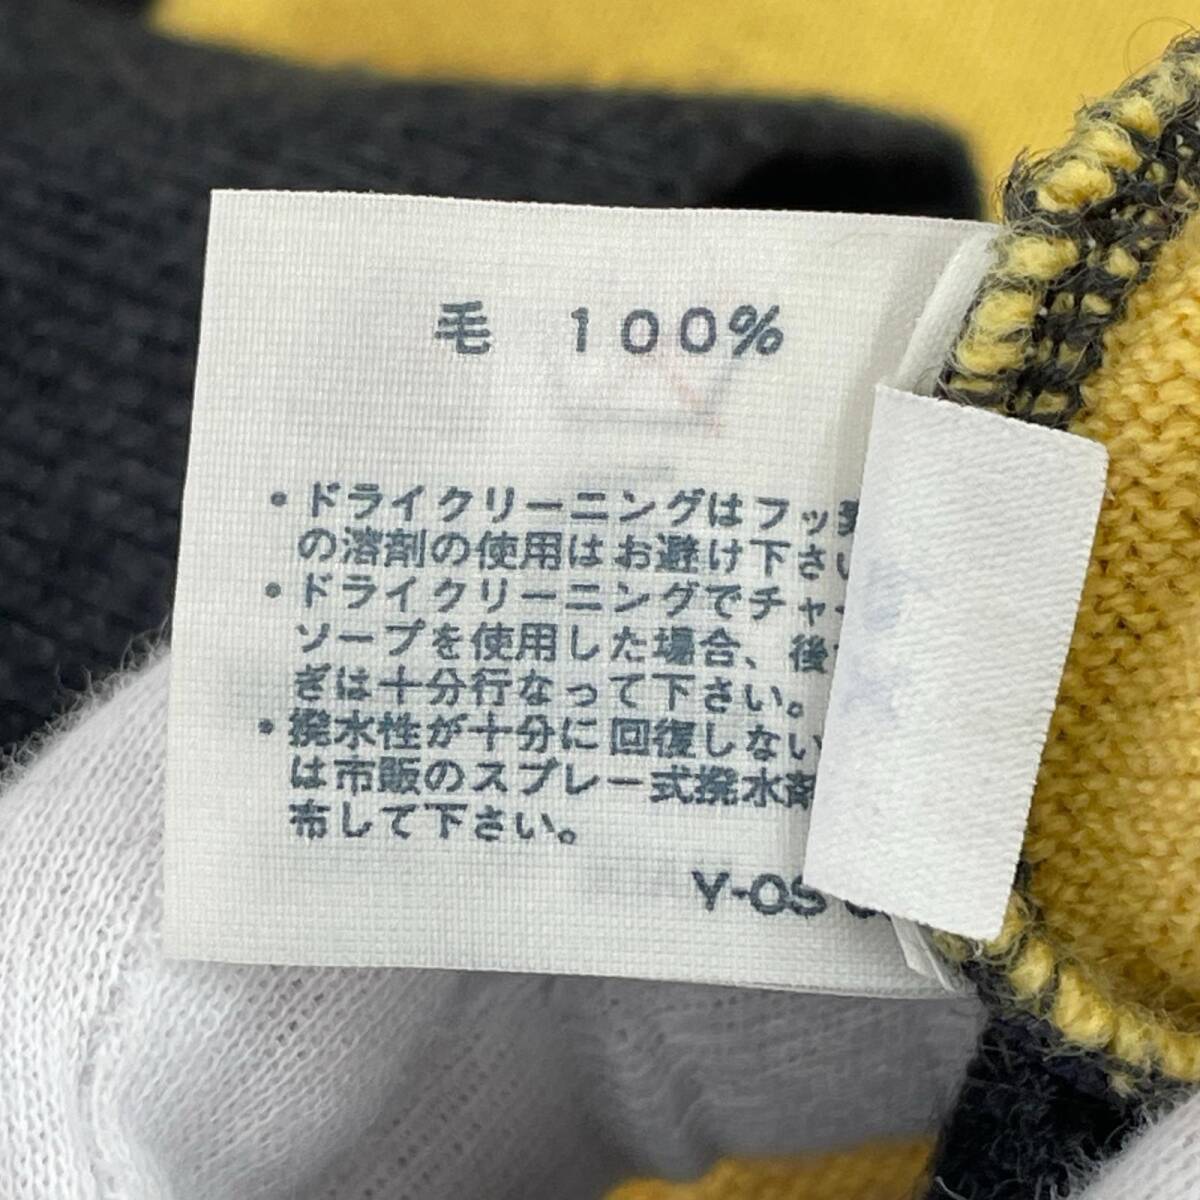 毛 100%
・ドライクリーニングはフッ
の溶剤の使用はお避け下さい
・ドライクリーニングでチャ
ソープを使用した場合、後
ぎは十分行なって下さい。
・撥水性が十分に回復しない
は市販のスプレー式撥水剤
布して下さい。
Y-OS